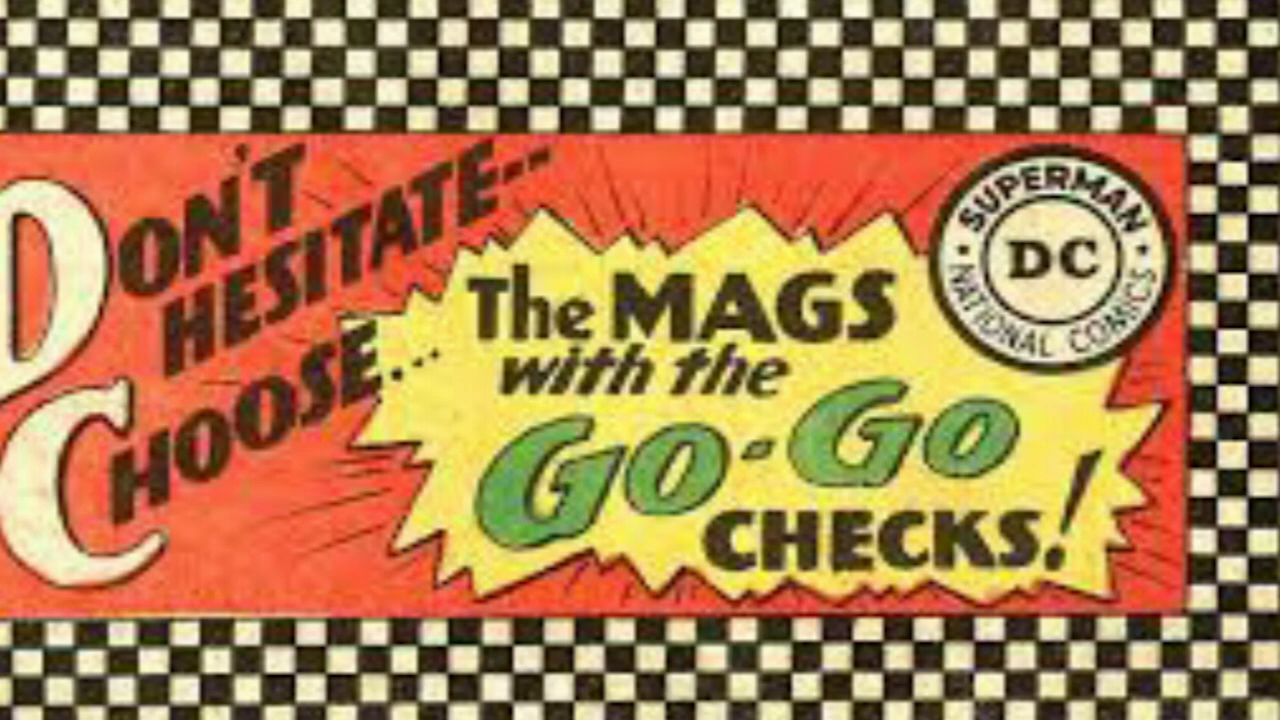 DON'T
HESITATE--
CHOOSE...
The MAGS
with the
GO-GO
CHECKS!
SUPERMAN
DC
NATIONAL COMICS